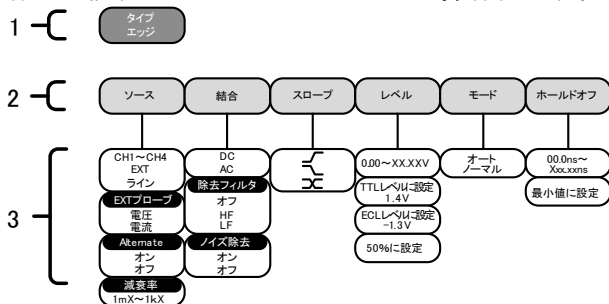 1
タイプ
エッジ
2
ソース
結合
スロープ
レベル
モード
ホールドオフ
3
CH1～CH4
EXT
ライン
EXTプローブ
電圧
電流
Alternate
オン
オフ
減衰率
1mX～1kX
DC
AC
除去フィルタ
オフ
HF
LF
ノイズ除去
オン
オフ
0.00～XX.XXV
TTLレベルに設定
1.4V
ECLレベルに設定
-1.3V
50%に設定
オート
ノーマル
00.0ns～
Xxx.xxns
最小値に設定